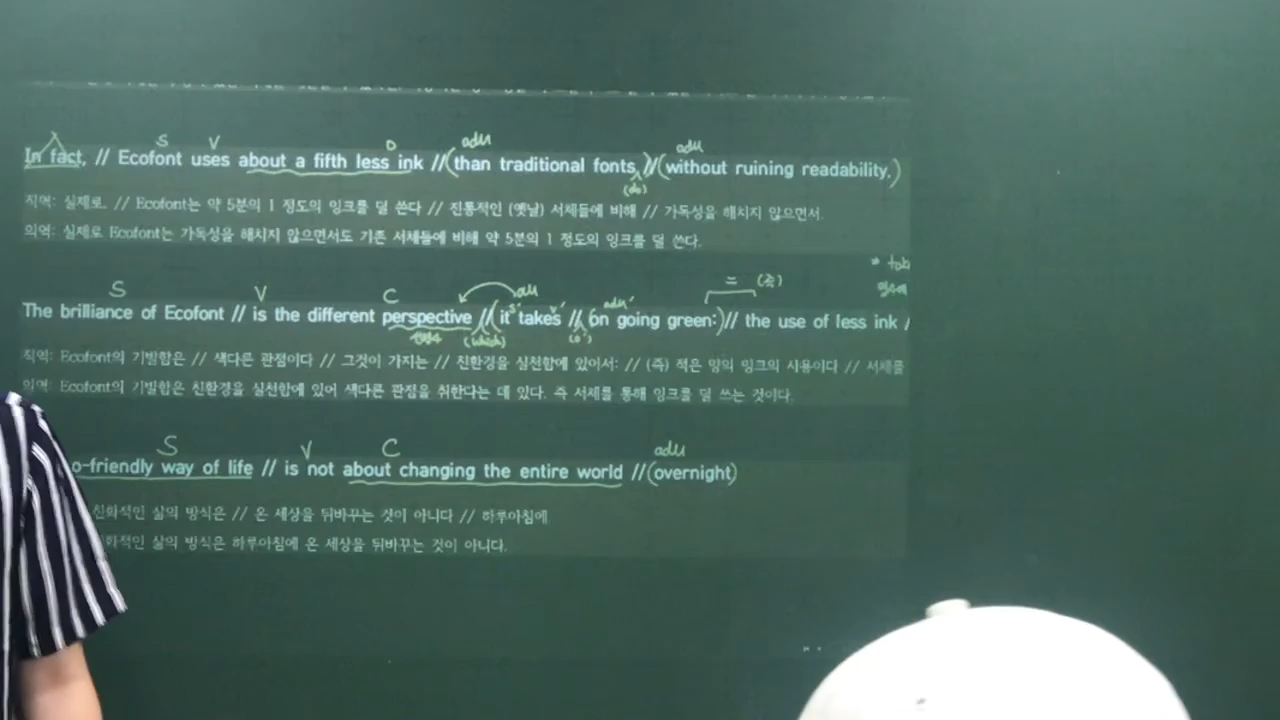 S V O adv adv
In fact, // Ecofont uses about a fifth less ink //(than traditional fonts,)//(without ruining readability.)
(do)
직역: 실제로, // Ecofont는 약 5분의 1 정도의 잉크를 덜 쓴다 // 전통적인 (옛날) 서체들에 비해 // 가독성을 해치지 않으면서.
의역: 실제로 Ecofont는 가독성을 해치지 않으면서도 기존 서체들에 비해 약 5분의 1 정도의 잉크를 덜 쓴다.
S V C s' v' adv' = (즉)
The brilliance of Ecofont // is the different perspective //(it takes // (on going green:)// the use of less ink /
(which) (o')
직역: Ecofont의 기발함은 // 색다른 관점이다 // 그것이 가지는 // 친환경을 실천함에 있어서: // (즉) 적은 양의 잉크의 사용이다 // 서체를
의역: Ecofont의 기발함은 친환경을 실천함에 있어 색다른 관점을 취한다는 데 있다. 즉 서체를 통해 잉크를 덜 쓰는 것이다.
S V C adv
o-friendly way of life // is not about changing the entire world //(overnight)
친화적인 삶의 방식은 // 온 세상을 뒤바꾸는 것이 아니다 // 하루아침에
화적인 삶의 방식은 하루아침에 온 세상을 뒤바꾸는 것이 아니다.